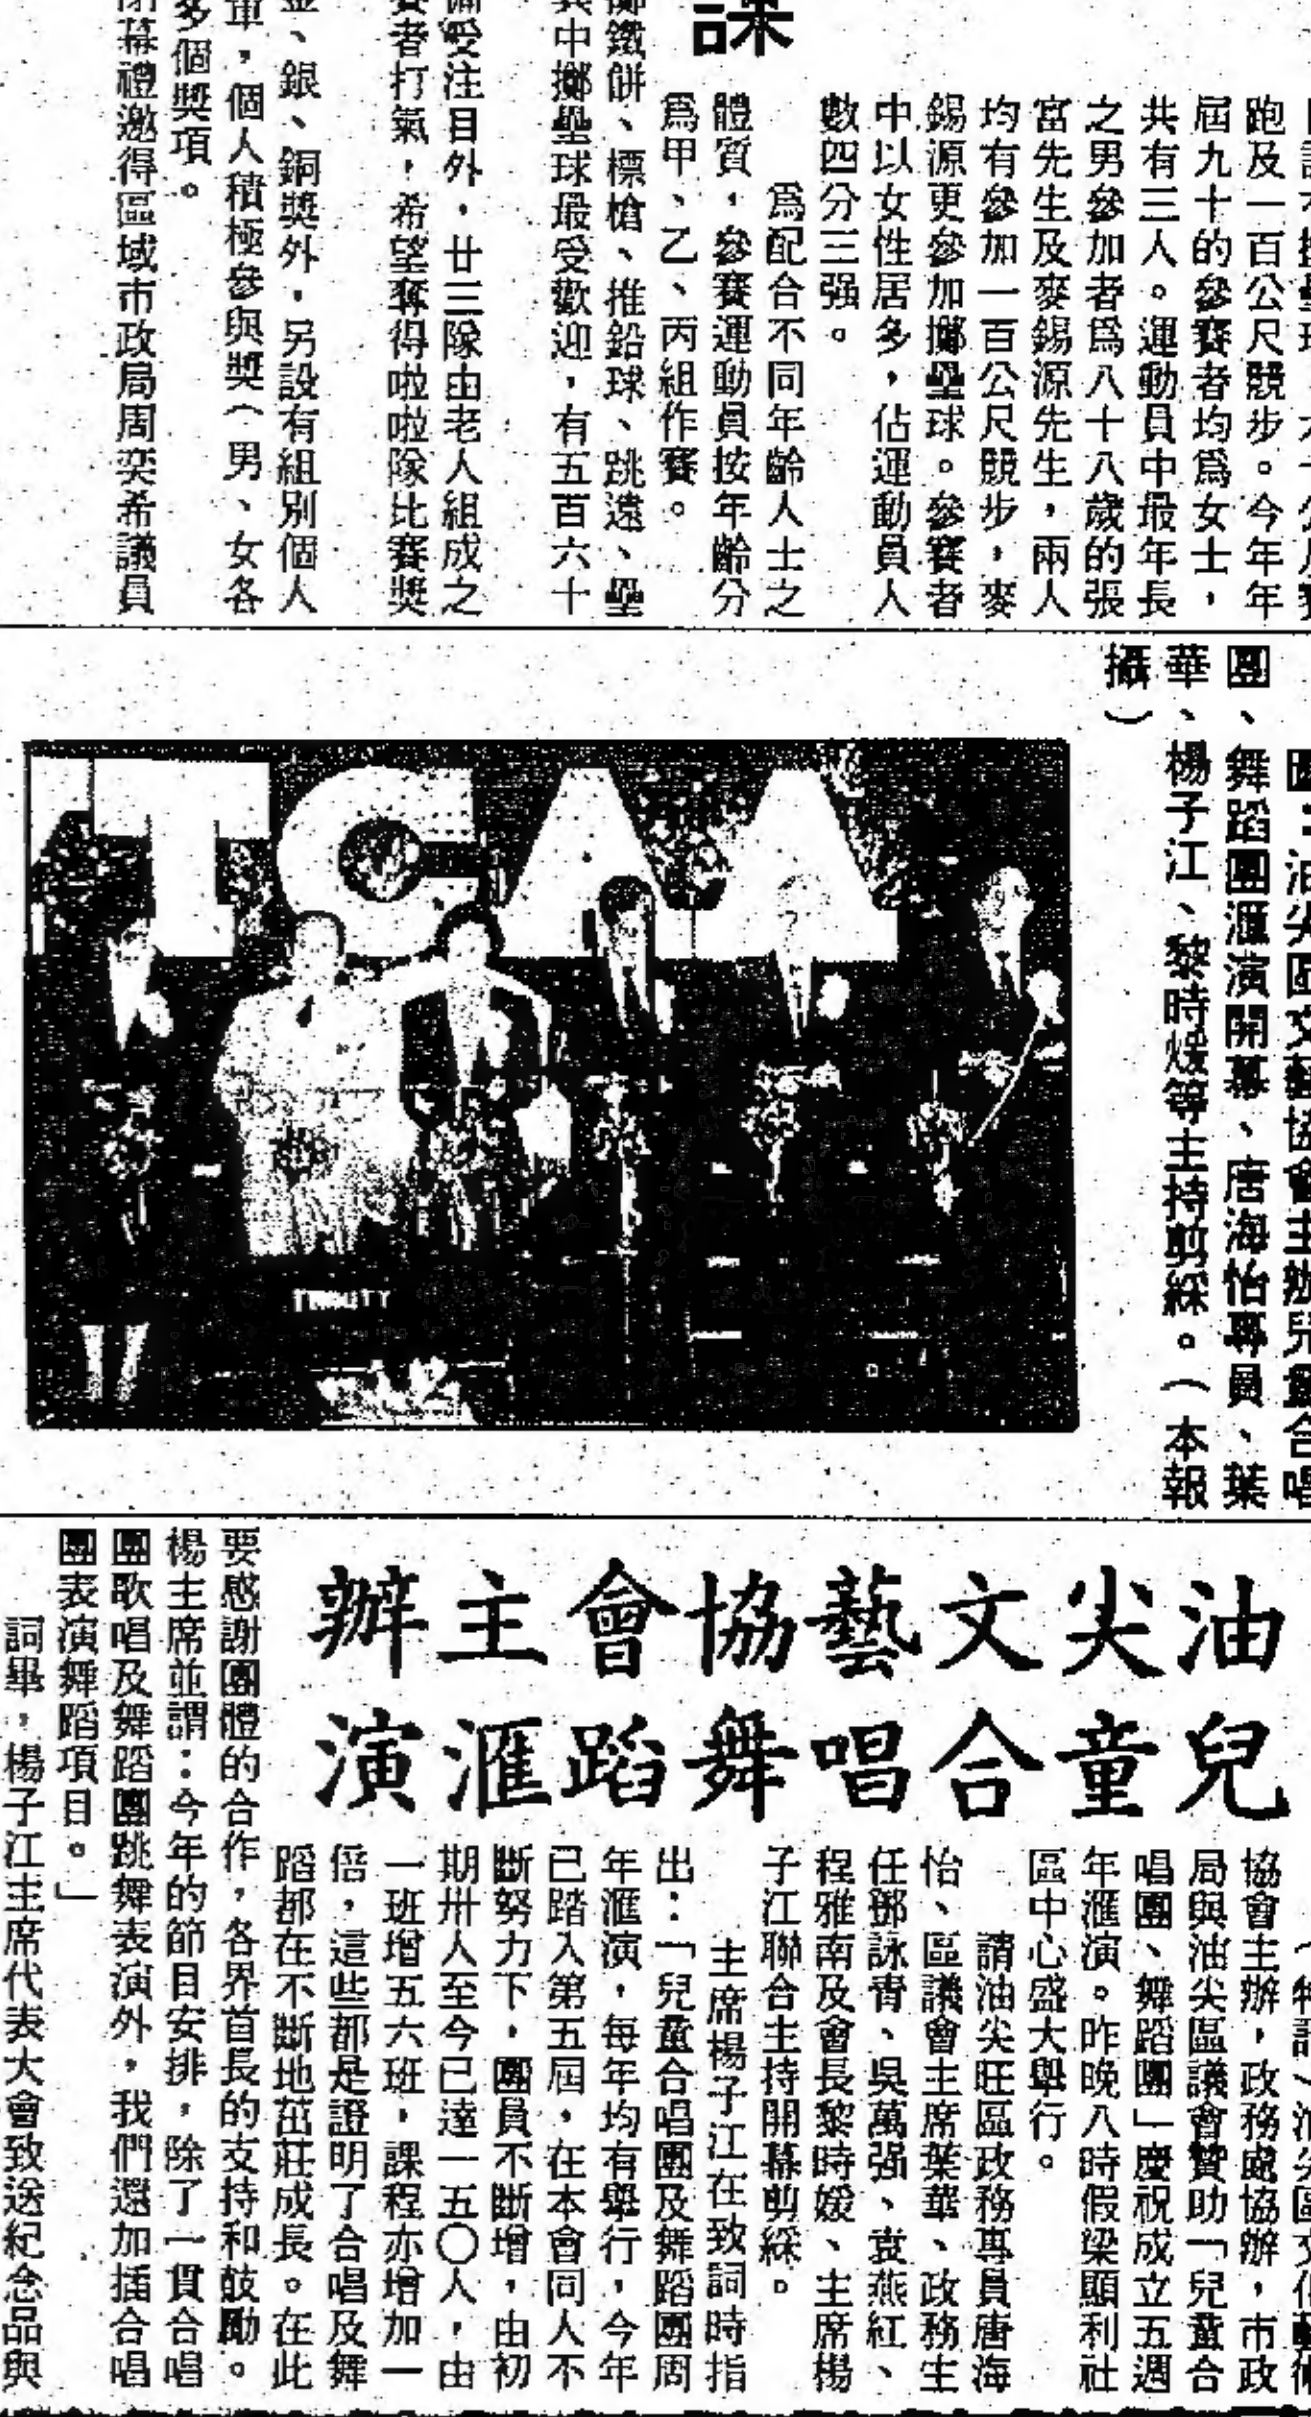 課
跑及一百公尺競步。今年年
屆九十的參賽者均爲女士，
共有三人。運動員中最年長
之男參加者爲八十八歲的張
富先生及麥錫源先生，兩人
均有參加一百公尺競步，麥
錫源更參加擲壘球。參賽者
中以女性居多，佔運動員人
數四分三强。
爲配合不同年齡人士之
體質，參賽運動員按年齡分
爲甲、乙、丙組作賽。
擲鐵餅、標槍、推鉛球、跳遠、壘
其中擲壘球最受歡迎，有五百六十
備受注目外，廿三隊由老人組成之
賽者打氣，希望奪得啦啦隊比賽獎
金、銀、銅獎外，另設有組別個人
軍，個人積極參與獎（男、女各
多個獎項。
閉幕禮邀得區域市政局周奕希議員
圖：油尖區文藝協會主辦兒童合唱
團、舞蹈團滙演開幕、唐海怡專員、葉
華、楊子江、黎時煖等主持剪綵。（本報
攝）
TCAA
油尖文藝協會主辦
兒童合唱舞蹈滙演
協會主辦，政務處協辦，市政
局與油尖區議會贊助「兒童合
唱團、舞蹈團」慶祝成立五週
年滙演。昨晚八時假梁顯利社
區中心盛大舉行。
請油尖旺區政務專員唐海
怡、區議會主席葉華、政務主
任鄧詠青、吳萬强、袁燕紅、
程雅南及會長黎時媛、主席楊
子江聯合主持開幕剪綵。
主席楊子江在致詞時指
出：「兒童合唱團及舞蹈團周
年滙演，每年均有舉行，今年
已踏入第五屆，在本會同人不
斷努力下，團員不斷增，由初
期卅人至今已達一五〇人，由
一班增五六班，課程亦增加一
倍，這些都是證明了合唱及舞
蹈都在不斷地茁莊成長。在此
要感謝團體的合作，各界首長的支持和鼓勵。
楊主席並謂：今年的節目安排，除了一貫合唱
團歌唱及舞蹈團跳舞表演外，我們還加插合唱
團表演舞蹈項目。」
詞畢，楊子江主席代表大會致送紀念品與